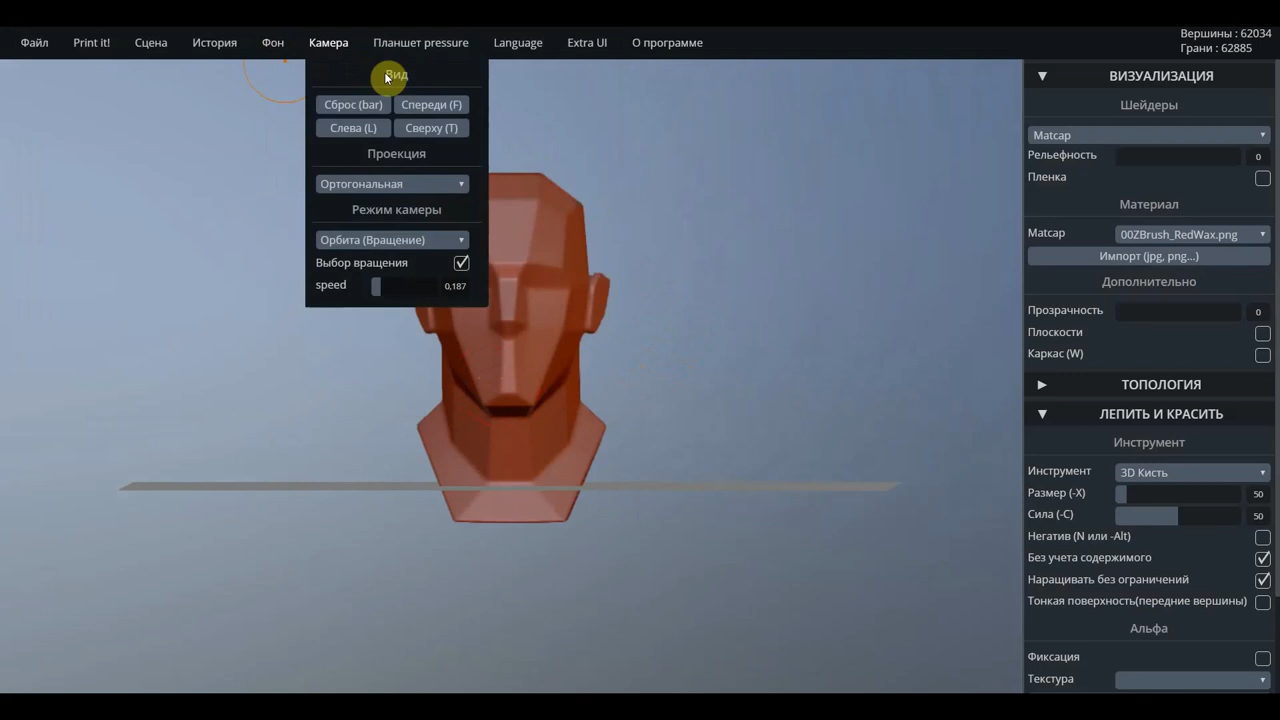 Файл Print it! Сцена История Фон Камера Планшет pressure Language Extra UI О программе
Вершины : 62034
Грани : 62885
Вид
Сброс (bar) Спереди (F)
Слева (L) Сверху (T)
Проекция
Ортогональная
Режим камеры
Орбита (Вращение)
Выбор вращения
speed 0,187
ВИЗУАЛИЗАЦИЯ
Шейдеры
Matcap
Рельефность 0
Пленка
Материал
Matcap 00ZBrush_RedWax.png
Импорт (jpg, png...)
Дополнительно
Прозрачность 0
Плоскости
Каркас (W)
ТОПОЛОГИЯ
ЛЕПИТЬ И КРАСИТЬ
Инструмент
Инструмент 3D Кисть
Размер (-X) 50
Сила (-C) 50
Негатив (N или -Alt)
Без учета содержимого
Наращивать без ограничений
Тонкая поверхность(передние вершины)
Альфа
Фиксация
Текстура